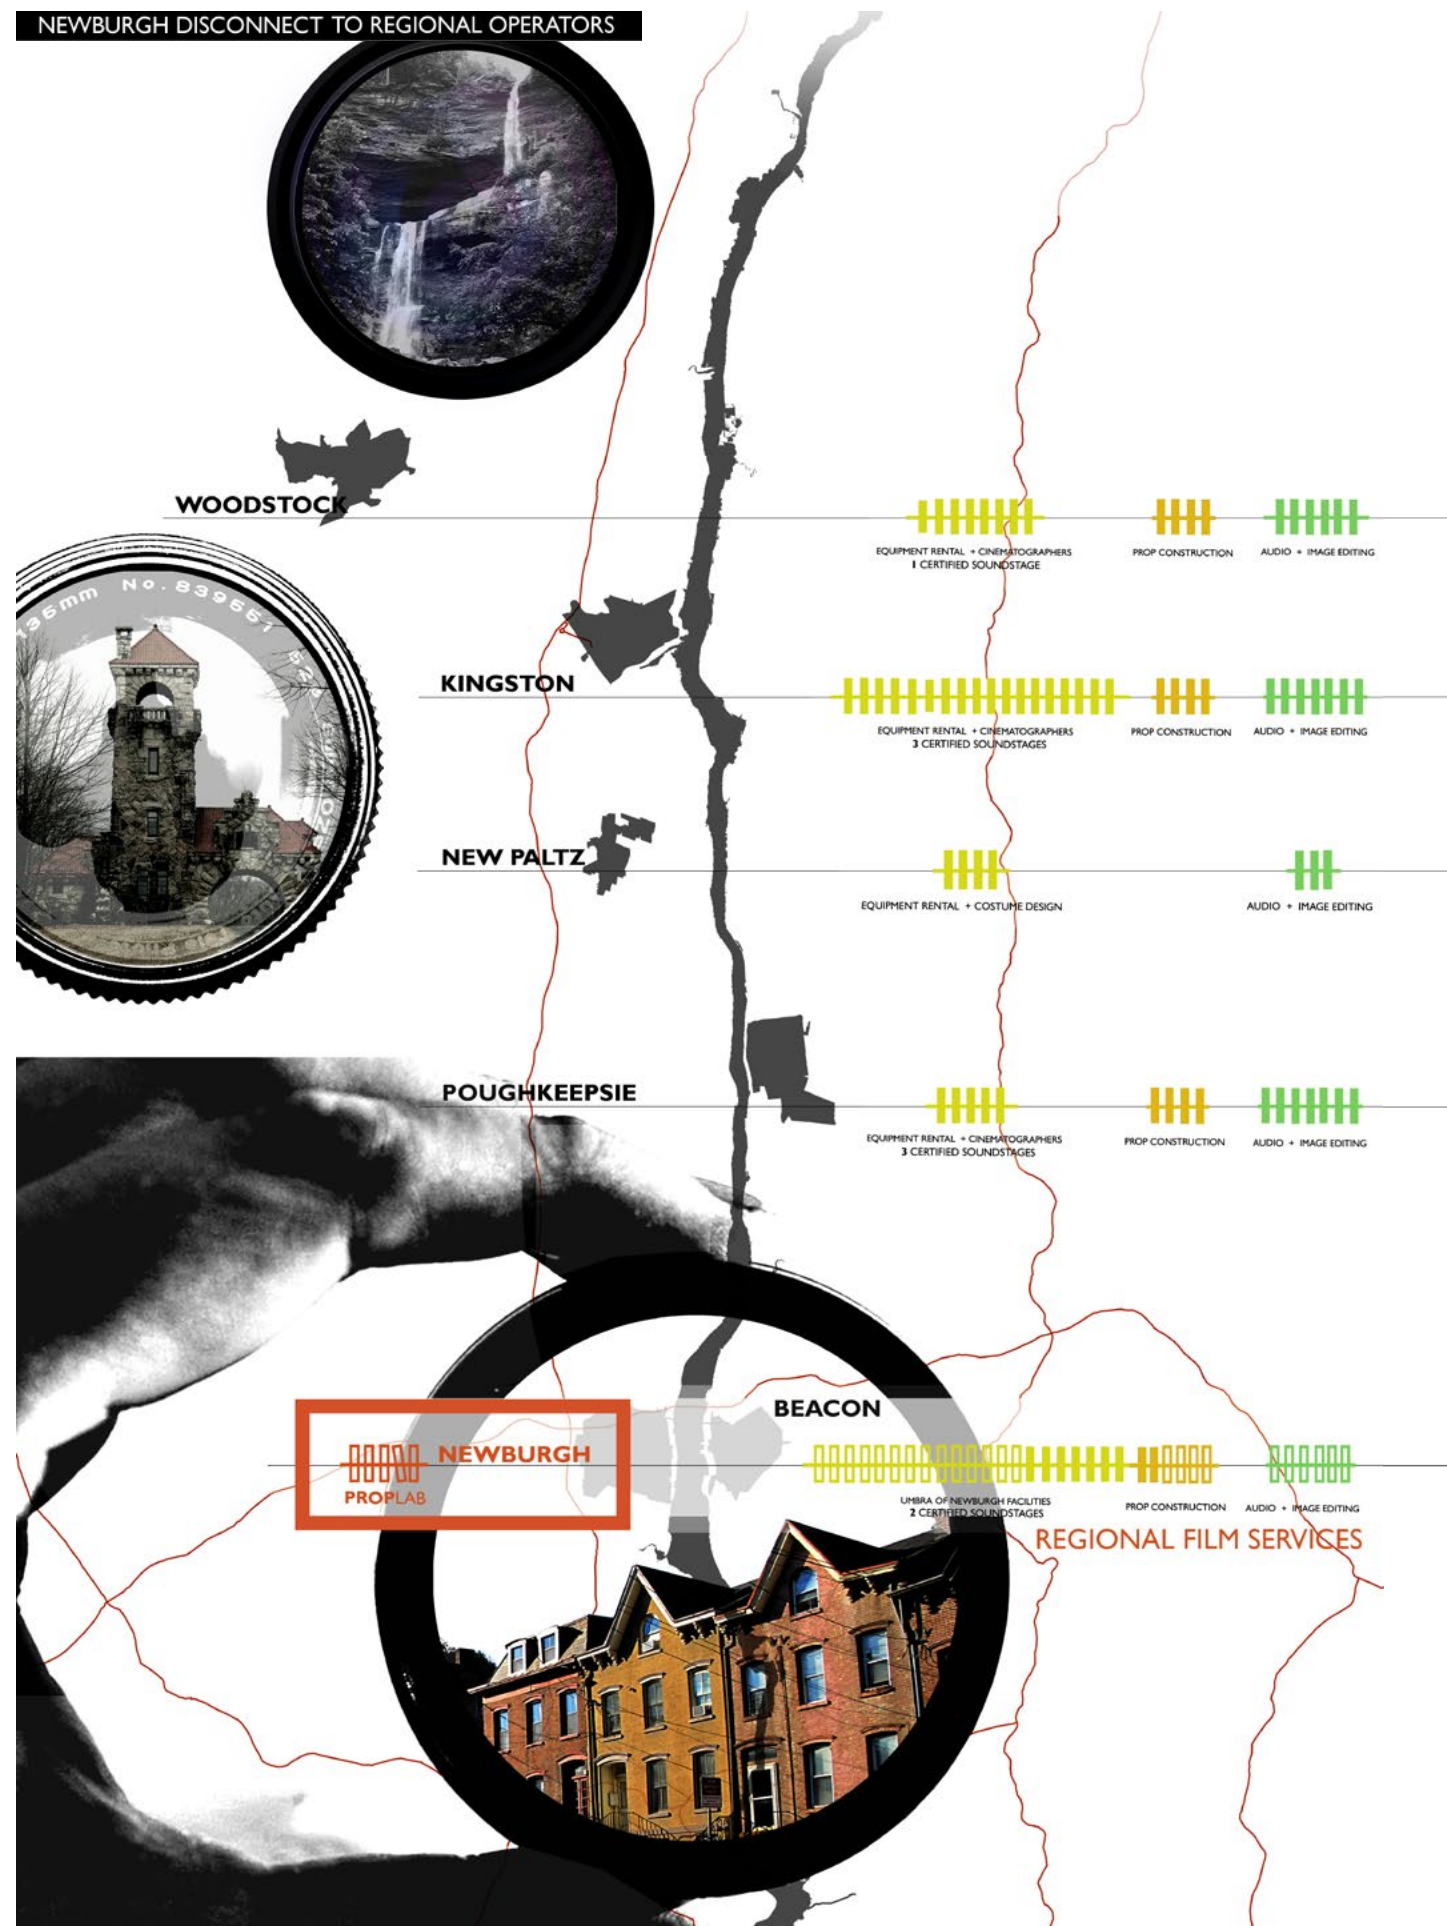 NEWBURGH DISCONNECT TO REGIONAL OPERATORS
WOODSTOCK
EQUIPMENT RENTAL + CINEMATOGRAPHERS
1 CERTIFIED SOUNDSTAGE
PROP CONSTRUCTION
AUDIO + IMAGE EDITING
135mm No. 839551
KINGSTON
EQUIPMENT RENTAL + CINEMATOGRAPHERS
3 CERTIFIED SOUNDSTAGES
PROP CONSTRUCTION
AUDIO + IMAGE EDITING
NEW PALTZ
EQUIPMENT RENTAL + COSTUME DESIGN
AUDIO + IMAGE EDITING
POUGHKEEPSIE
EQUIPMENT RENTAL + CINEMATOGRAPHERS
3 CERTIFIED SOUNDSTAGES
PROP CONSTRUCTION
AUDIO + IMAGE EDITING
BEACON
NEWBURGH
PROPLAB
UMBRA OF NEWBURGH FACILITIES
2 CERTIFIED SOUNDSTAGES
PROP CONSTRUCTION
AUDIO + IMAGE EDITING
REGIONAL FILM SERVICES